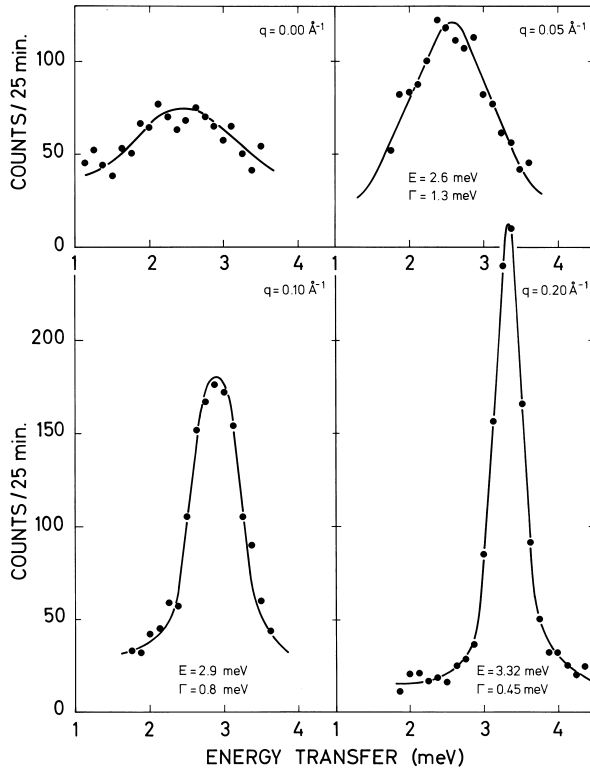 COUNTS / 25 min.
100
50
0
q = 0.00 Å⁻¹
q = 0.05 Å⁻¹
E = 2.6 meV
Γ = 1.3 meV
1 2 3 4 2 3 4
COUNTS / 25 min.
200
150
100
50
0
q = 0.10 Å⁻¹
q = 0.20 Å⁻¹
E = 2.9 meV
Γ = 0.8 meV
E = 3.32 meV
Γ = 0.45 meV
1 2 3 4 1 2 3 4
ENERGY TRANSFER (meV)